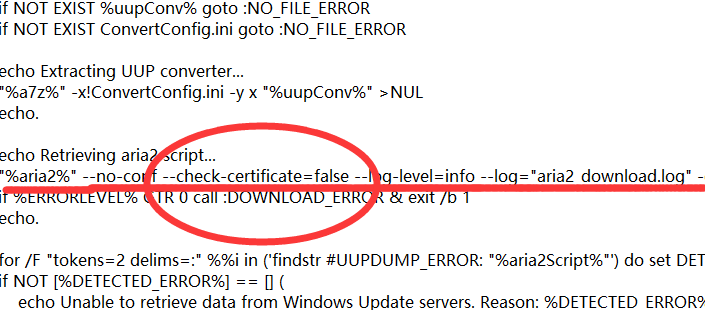 if NOT EXIST %uupConv% goto :NO_FILE_ERROR
if NOT EXIST ConvertConfig.ini goto :NO_FILE_ERROR
echo Extracting UUP converter...
"%a7z%" -x!ConvertConfig.ini -y x "%uupConv%" >NUL
echo.
echo Retrieving aria2 script...
"%aria2%" --no-conf --check-certificate=false --log-level=info --log="aria2_download.log" -
if %ERRORLEVEL% GTR 0 call :DOWNLOAD_ERROR & exit /b 1
echo.
for /F "tokens=2 delims=:" %%i in ('findstr #UUPDUMP_ERROR: "%aria2Script%"') do set DET
if NOT [%DETECTED_ERROR%] == [] (
echo Unable to retrieve data from Windows Update servers. Reason: %DETECTED_ERROR%